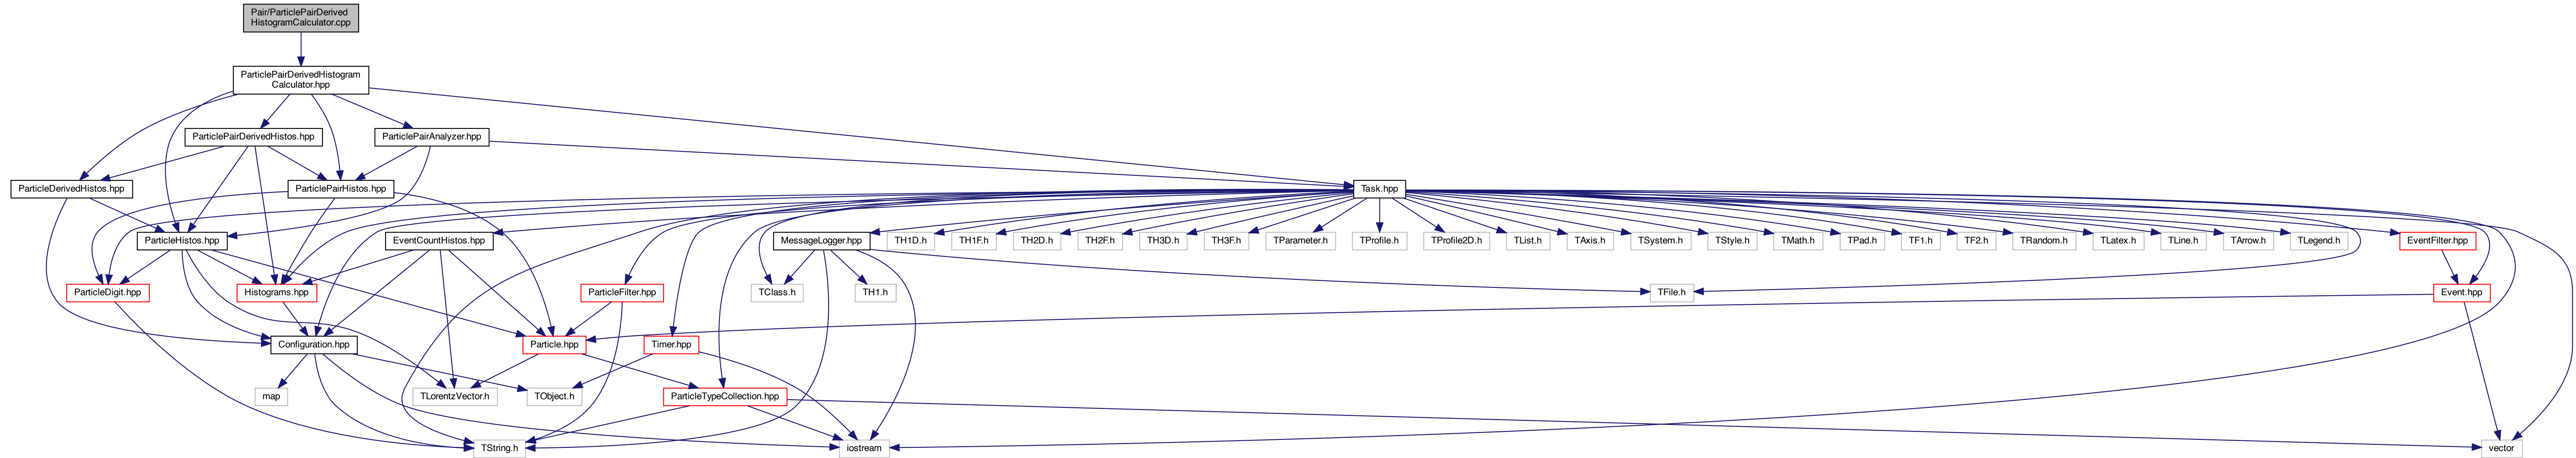 Pair/ParticlePairDerived
HistogramCalculator.cpp
ParticlePairDerivedHistogram
Calculator.hpp
ParticlePairDerivedHistos.hpp
ParticlePairAnalyzer.hpp
ParticleDerivedHistos.hpp
ParticlePairHistos.hpp
Task.hpp
ParticleHistos.hpp
EventCountHistos.hpp
MessageLogger.hpp
TH1D.h
TH1F.h
TH2D.h
TH2F.h
TH3D.h
TH3F.h
TParameter.h
TProfile.h
TProfile2D.h
TList.h
TAxis.h
TSystem.h
TStyle.h
TMath.h
TPad.h
TF1.h
TF2.h
TRandom.h
TLatex.h
TLine.h
TArrow.h
TLegend.h
EventFilter.hpp
ParticleDigit.hpp
Histograms.hpp
ParticleFilter.hpp
TClass.h
TH1.h
TFile.h
Event.hpp
Configuration.hpp
Particle.hpp
Timer.hpp
map
TLorentzVector.h
TObject.h
ParticleTypeCollection.hpp
TString.h
iostream
vector